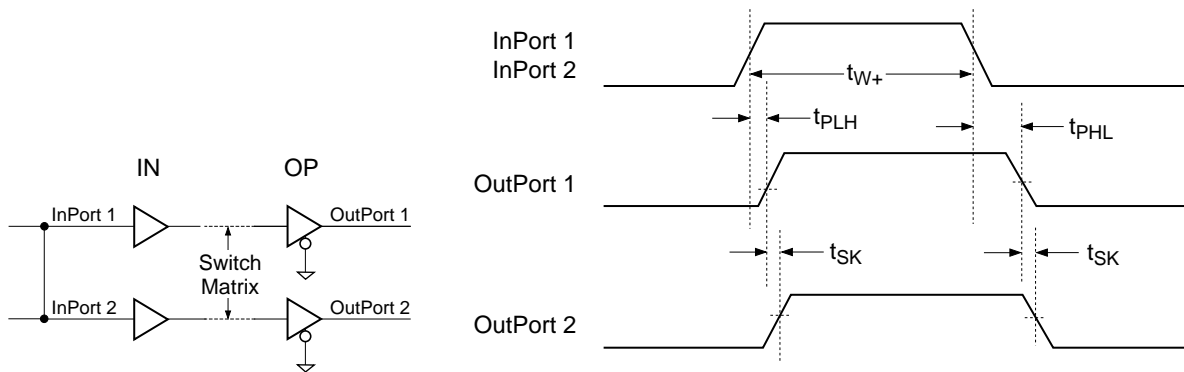 IN
OP
InPort 1
OutPort 1
Switch
Matrix
InPort 2
OutPort 2
InPort 1
InPort 2
tW+
tPLH
tPHL
OutPort 1
tSK
tSK
OutPort 2